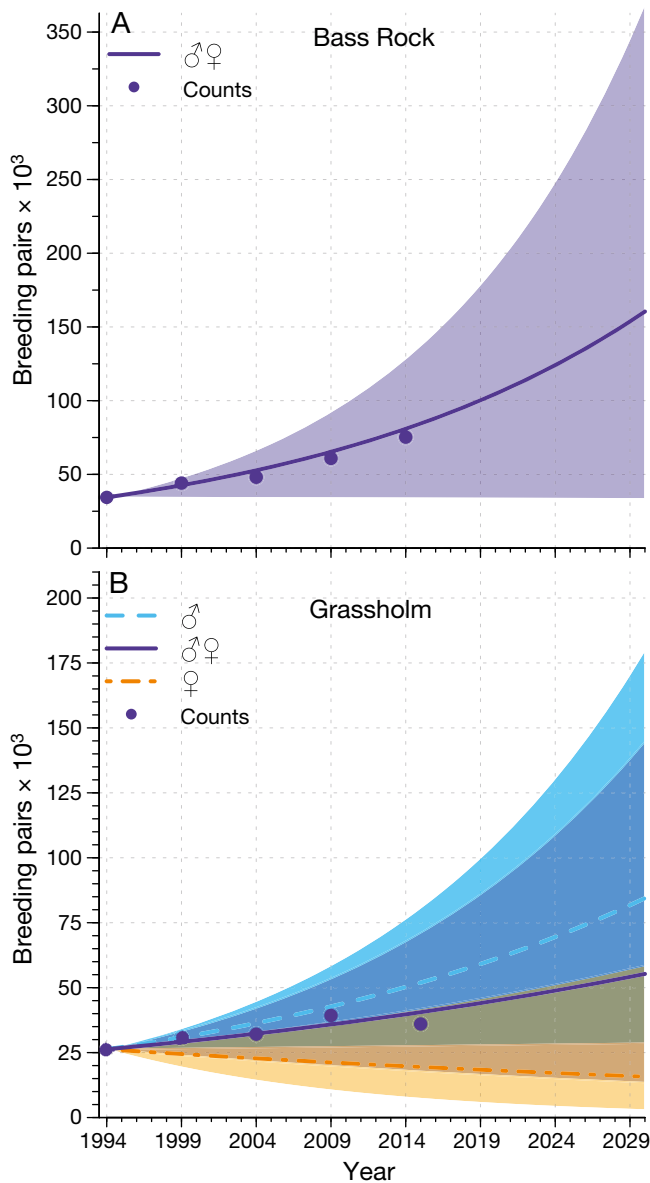 A
Bass Rock
♂♀
Counts
Breeding pairs × 10³
350
300
250
200
150
100
50
0
B
Grassholm
♂
♂♀
♀
Counts
Breeding pairs × 10³
200
175
150
125
100
75
50
25
0
1994 1999 2004 2009 2014 2019 2024 2029
Year